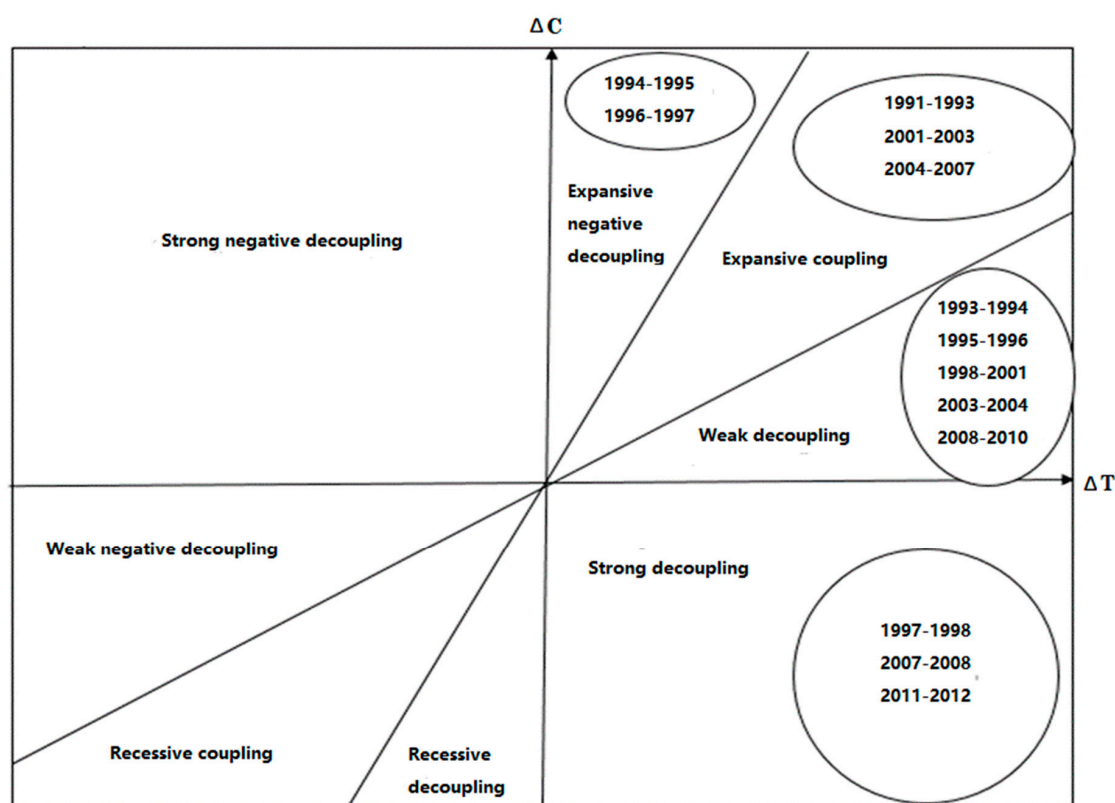 ΔC
1994-1995
1996-1997
1991-1993
2001-2003
2004-2007
Expansive
negative
decoupling
Strong negative decoupling
Expansive coupling
1993-1994
1995-1996
1998-2001
2003-2004
2008-2010
Weak decoupling
ΔT
Weak negative decoupling
Strong decoupling
1997-1998
2007-2008
2011-2012
Recessive coupling
Recessive
decoupling